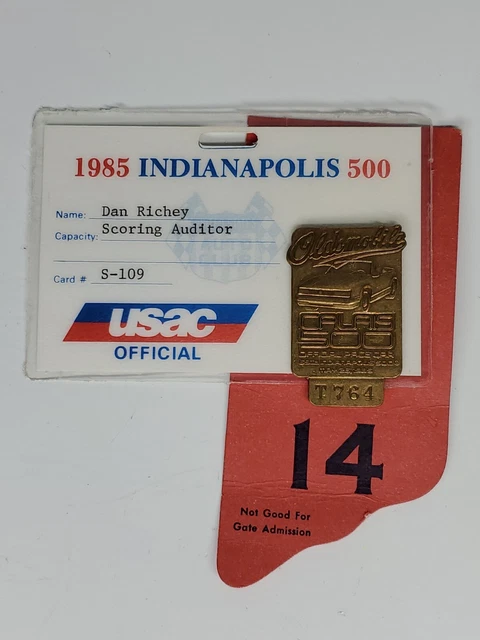 1985 INDIANAPOLIS 500
Name: Dan Richey
Capacity: Scoring Auditor
Card # S-109
usac
OFFICIAL
Oldsmobile
CALAIS
500
T764
14
Not Good For
Gate Admission